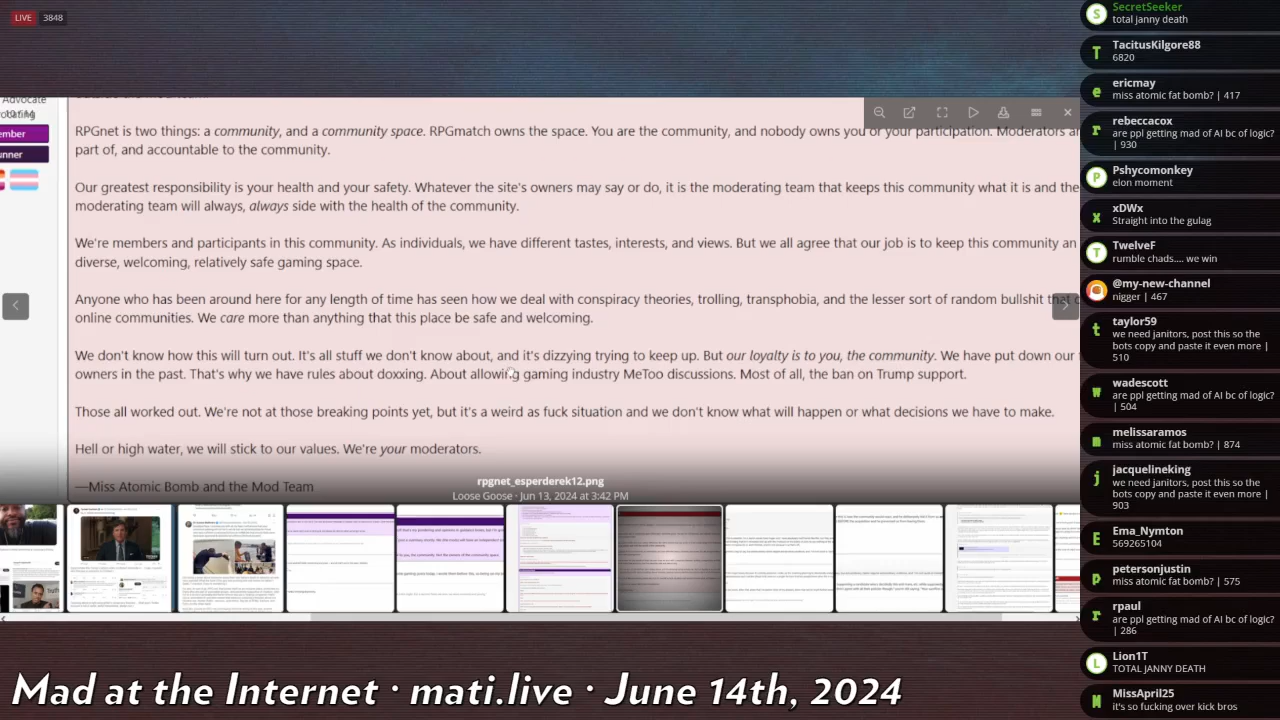 LIVE 3848
Advocate
ember
unner
RPGnet is two things: a community, and a community space. RPGmatch owns the space. You are the community, and nobody owns you or your participation. Moderators
part of, and accountable to the community.
Our greatest responsibility is your health and your safety. Whatever the site's owners may say or do, it is the moderating team that keeps this community what it is and the
moderating team will always, always side with the health of the community.
We're members and participants in this community. As individuals, we have different tastes, interests, and views. But we all agree that our job is to keep this community an
diverse, welcoming, relatively safe gaming space.
Anyone who has been around here for any length of time has seen how we deal with conspiracy theories, trolling, transphobia, and the lesser sort of random bullshit that
online communities. We care more than anything that this place be safe and welcoming.
We don't know how this will turn out. It's all stuff we don't know about, and it's dizzying trying to keep up. But our loyalty is to you, the community. We have put down our
owners in the past. That's why we have rules about doxxing. About allowing gaming industry MeToo discussions. Most of all, the ban on Trump support.
Those all worked out. We're not at those breaking points yet, but it's a weird as fuck situation and we don't know what will happen or what decisions we have to make.
Hell or high water, we will stick to our values. We're your moderators.
—Miss Atomic Bomb and the Mod Team
rpgnet_esperderek12.png
Loose Goose · Jun 13, 2024 at 3:42 PM
Mad at the Internet · mati.live · June 14th, 2024
SecretSeeker
total janny death
TacitusKilgore88
6820
ericmay
miss atomic fat bomb? | 417
rebeccacox
are ppl getting mad of AI bc of logic?
| 930
Pshycomonkey
elon moment
xDWx
Straight into the gulag
TwelveF
rumble chads.... we win
@my-new-channel
nigger | 467
taylor59
we need janitors, post this so the
bots copy and paste it even more |
510
wadescott
are ppl getting mad of AI bc of logic?
| 504
melissaramos
miss atomic fat bomb? | 874
jacquelineking
we need janitors, post this so the
bots copy and paste it even more |
903
Ema_Nymton
569265104
petersonjustin
miss atomic fat bomb? | 575
rpaul
are ppl getting mad of AI bc of logic?
| 286
Lion1T
TOTAL JANNY DEATH
MissApril25
it's so fucking over kick bros